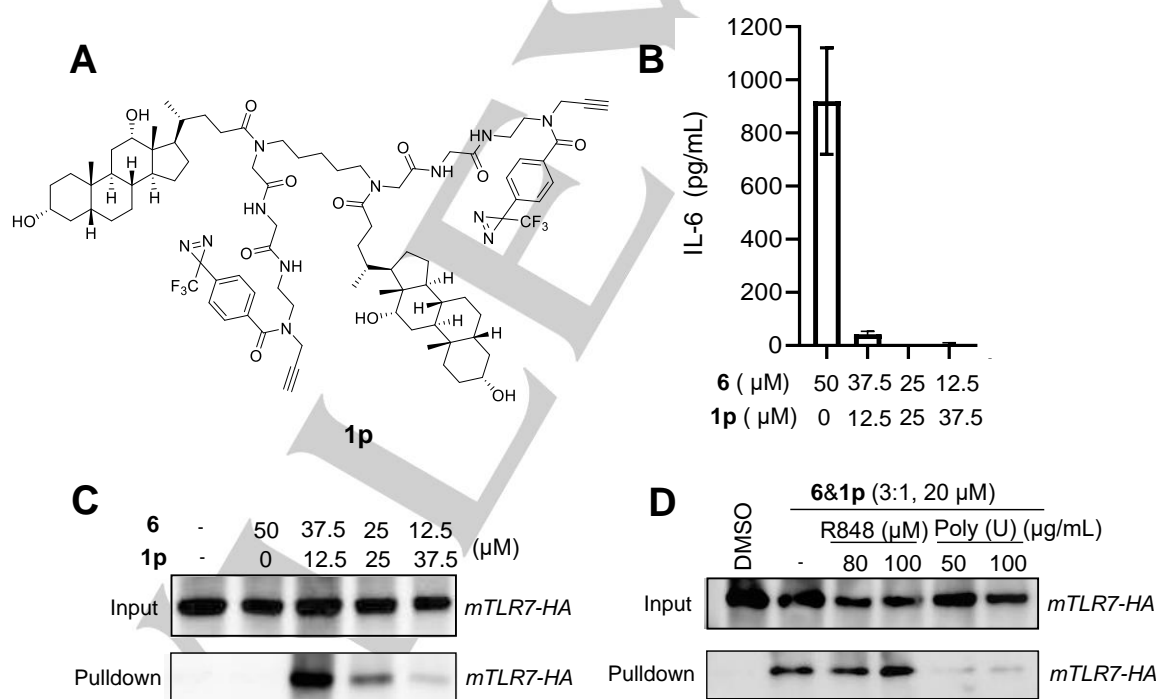 A
OH
O
N
O
HN
O
NH
N
N
F3C
O
N
HO
H
H
H
H
O
N
O
NH
H
N
O
HN
N
O
N
N
CF3
H
H
H
H
HO
OH
1p
B
IL-6 (pg/mL)
1200
1000
800
600
400
200
0
6 ( μM) 50 37.5 25 12.5
1p ( μM) 0 12.5 25 37.5
C
6 - 50 37.5 25 12.5
1p - 0 12.5 25 37.5
(μM)
Input mTLR7-HA
Pulldown mTLR7-HA
D
DMSO
6&1p (3:1, 20 μM)
R848 (μM) Poly (U) (μg/mL)
- 80 100 50 100
Input mTLR7-HA
Pulldown mTLR7-HA